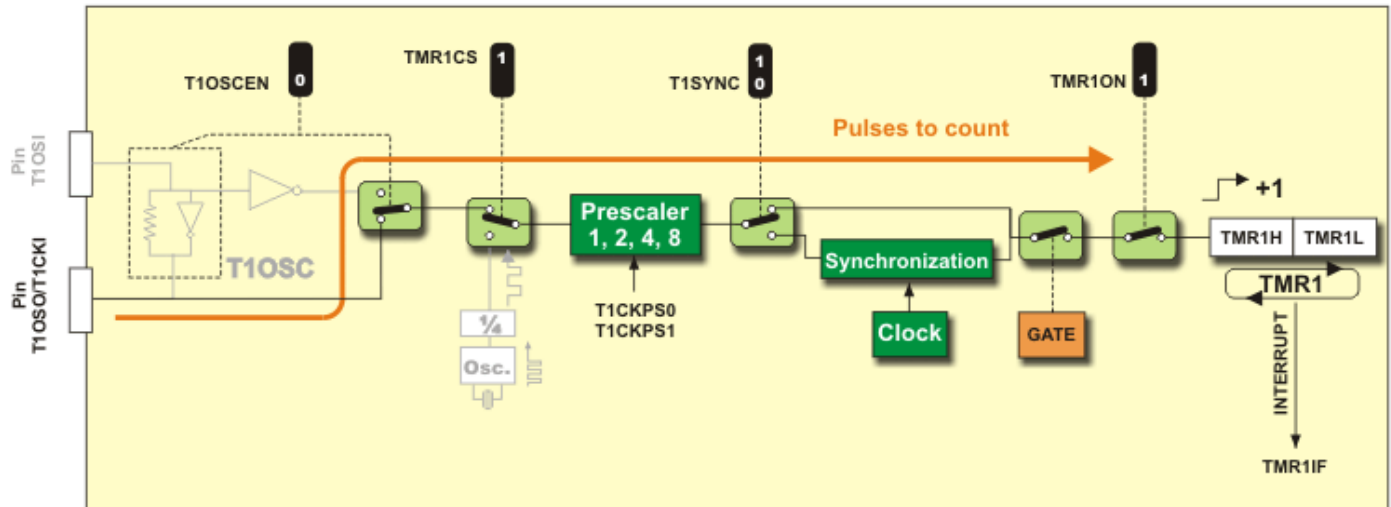 T1OSCEN
0
TMR1CS
1
T1SYNC
1
0
TMR1ON
1
Pulses to count
Pin
T1OSI
T1OSC
Pin
T1OSO/T1CKI
Prescaler
1, 2, 4, 8
T1CKPS0
T1CKPS1
¼
Osc.
Synchronization
Clock
GATE
+1
TMR1H
TMR1L
TMR1
INTERRUPT
TMR1IF